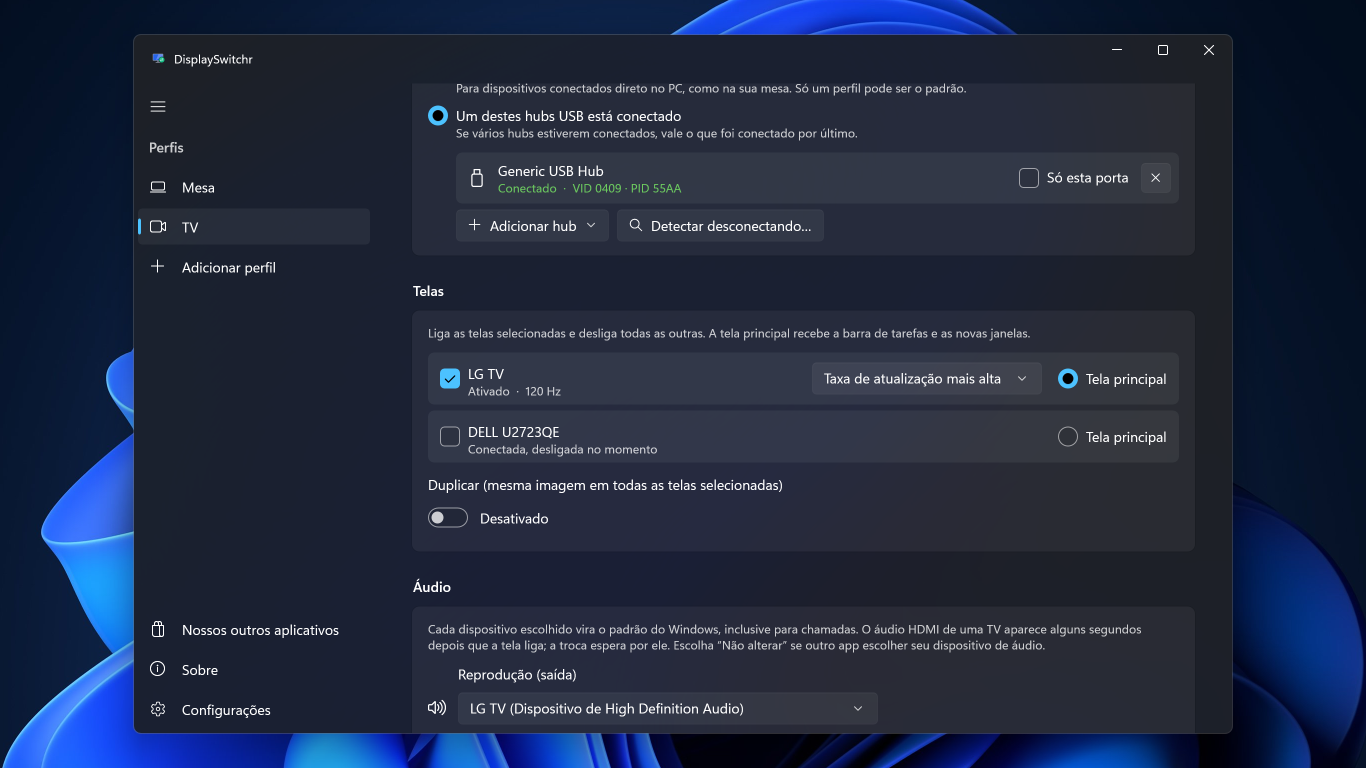 DisplaySwitchr
Perfis
Mesa
TV
Adicionar perfil
Nossos outros aplicativos
Sobre
Configurações
Para dispositivos conectados direto no PC, como na sua mesa. Só um perfil pode ser o padrão.
Um destes hubs USB está conectado
Se vários hubs estiverem conectados, vale o que foi conectado por último.
Generic USB Hub
Conectado · VID 0409 · PID 55AA
Só esta porta
Adicionar hub
Detectar desconectando...
Telas
Liga as telas selecionadas e desliga todas as outras. A tela principal recebe a barra de tarefas e as novas janelas.
LG TV
Ativado · 120 Hz
Taxa de atualização mais alta
Tela principal
DELL U2723QE
Conectada, desligada no momento
Tela principal
Duplicar (mesma imagem em todas as telas selecionadas)
Desativado
Áudio
Cada dispositivo escolhido vira o padrão do Windows, inclusive para chamadas. O áudio HDMI de uma TV aparece alguns segundos
depois que a tela liga; a troca espera por ele. Escolha “Não alterar” se outro app escolher seu dispositivo de áudio.
Reprodução (saída)
LG TV (Dispositivo de High Definition Audio)